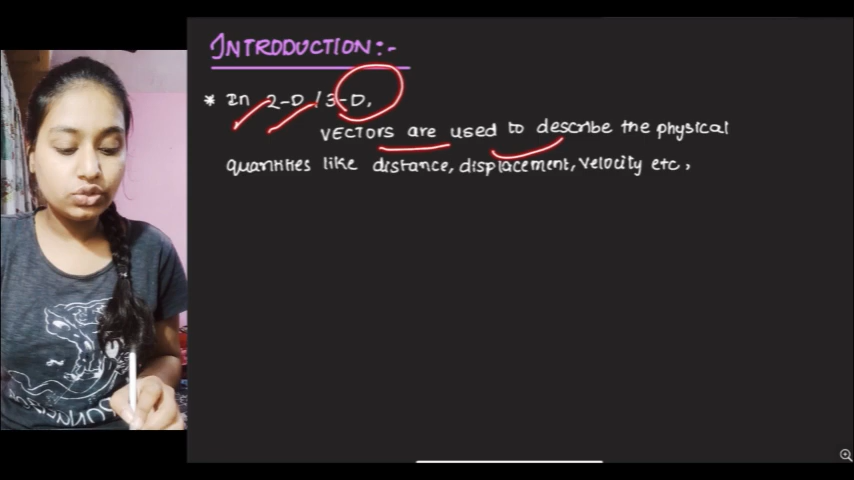 INTRODUCTION:-
* In 2-D / 3-D,
VECTORS are used to describe the physical
quantities like distance, displacement, velocity etc,